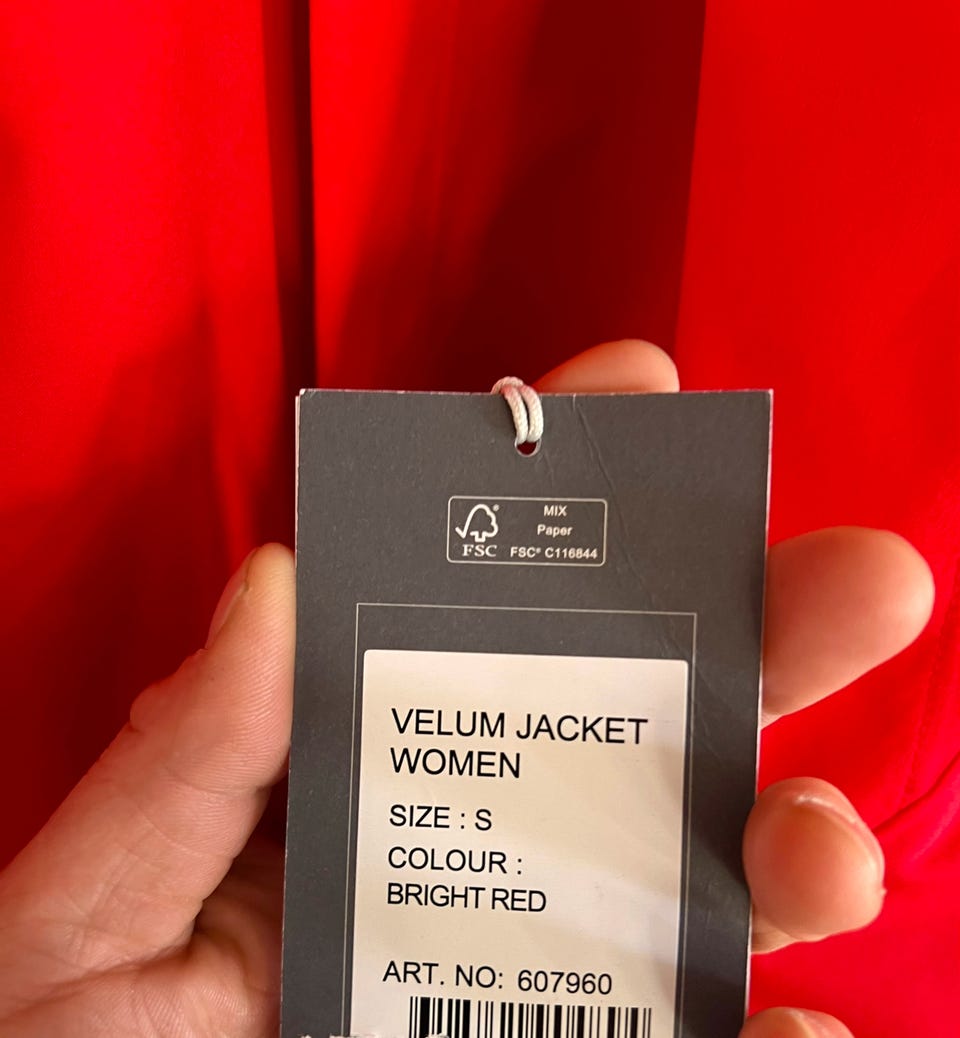 MIX
Paper
FSC® FSC® C116844
VELUM JACKET
WOMEN
SIZE : S
COLOUR :
BRIGHT RED
ART. NO: 607960